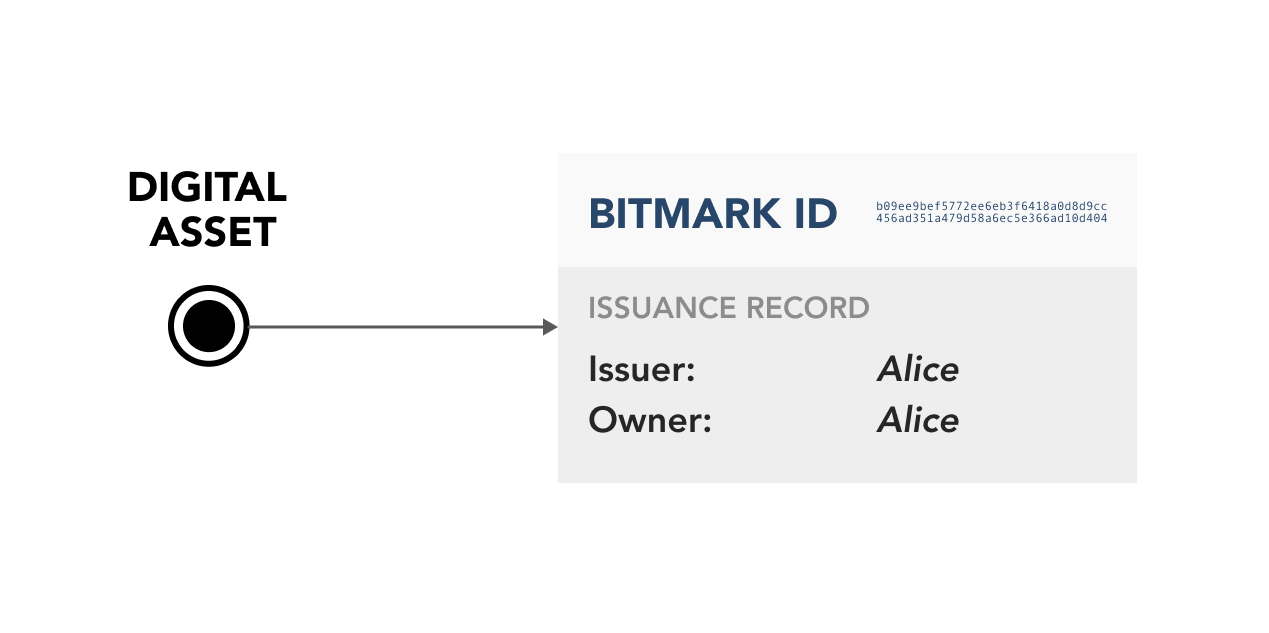 DIGITAL
ASSET
BITMARK ID
b09ee9bef5772ee6eb3f6418a0d8d9cc
456ad351a479d58a6ec5e366ad10d404
ISSUANCE RECORD
Issuer: Alice
Owner: Alice